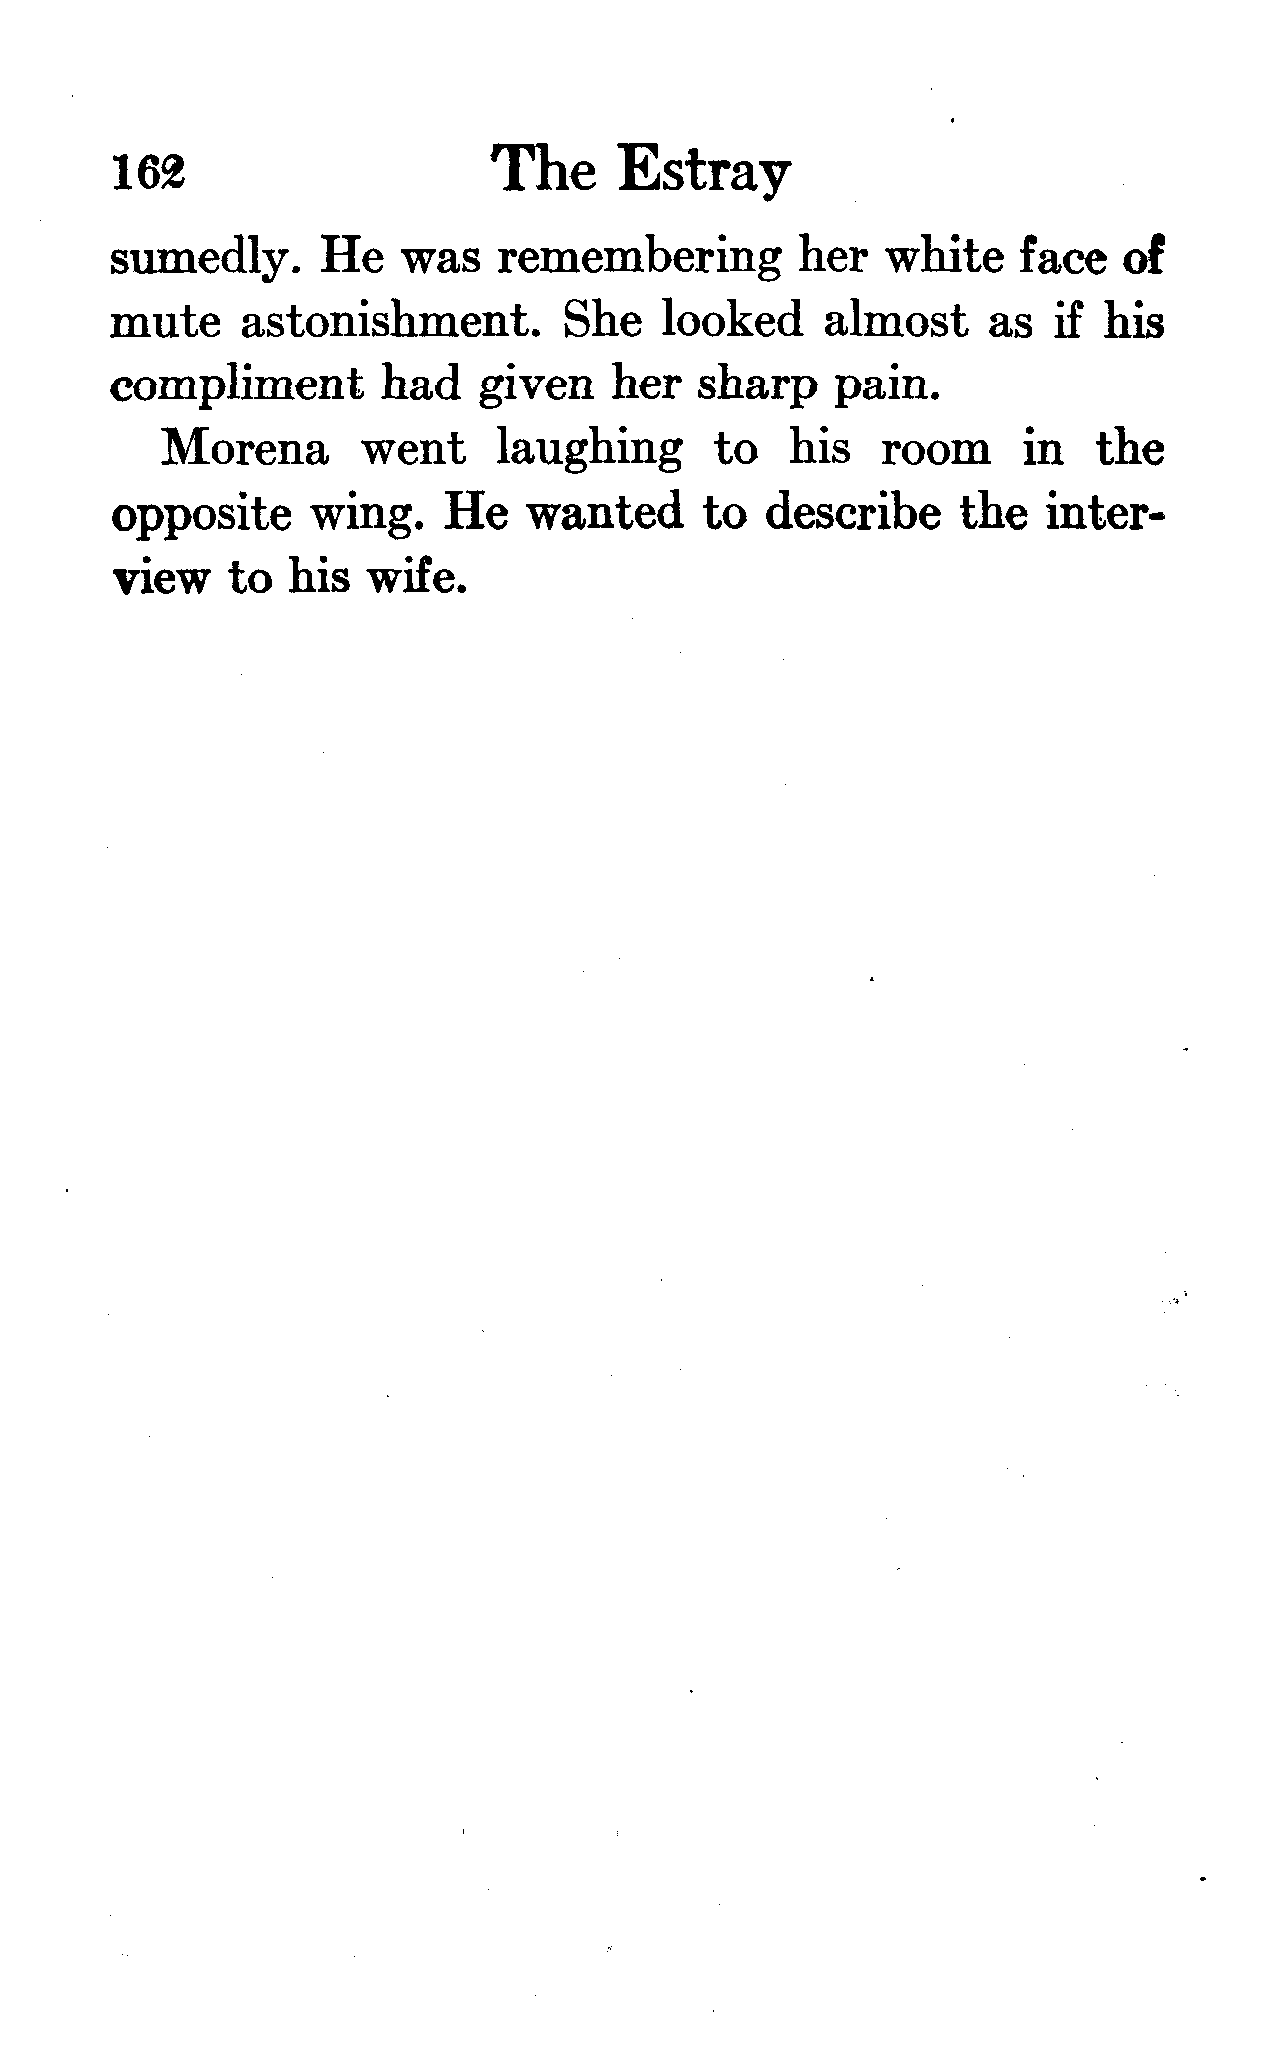 162 The Estray
sumedly. He was remembering her white face of
mute astonishment. She looked almost as if his
compliment had given her sharp pain.
Morena went laughing to his room in the
opposite wing. He wanted to describe the inter-
view to his wife.